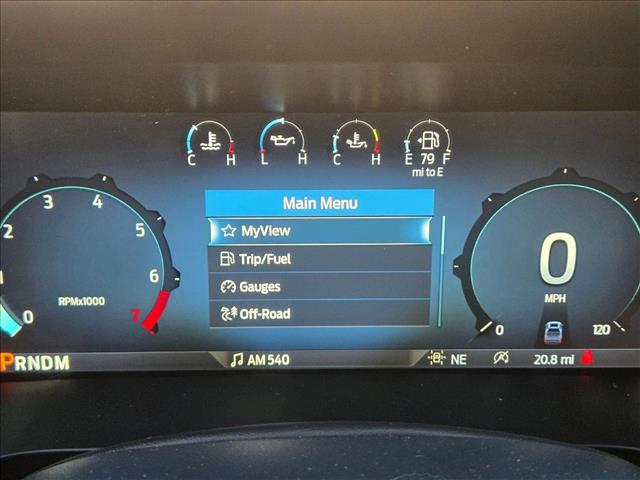 C H L H C H E 79 F
mi to E
Main Menu
MyView
Trip/Fuel
Gauges
Off-Road
0 1 2 3 4 5 6 7
RPMx1000
0
MPH
0 120
PRNDM
AM 540
NE
20.8 mi